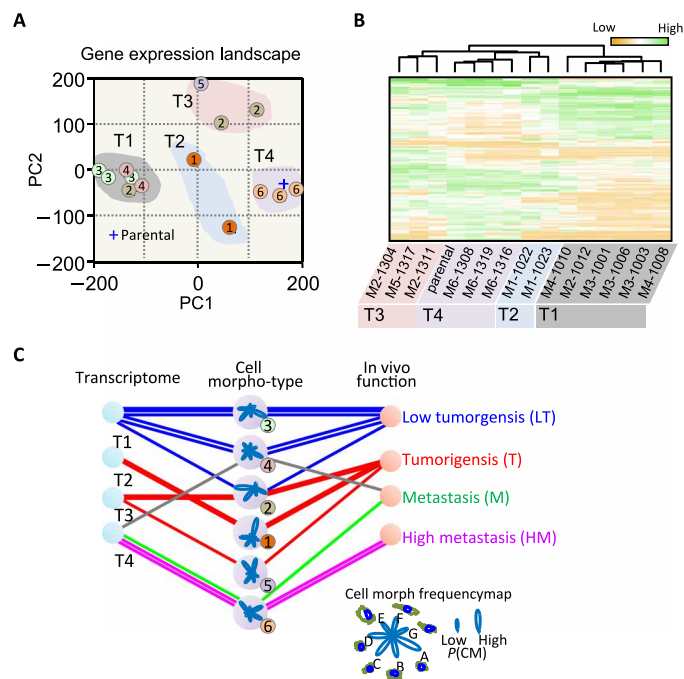 A
Gene expression landscape
200
100
0
−100
−200
PC2
T3
T1
T2
T4
5
2
2
1
3
4
3
3
4
2
6
6
6
1
+ Parental
−200
0
200
PC1
B
Low
High
M2-1304
M5-1317
M2-1311
parental
M6-1308
M6-1319
M6-1316
M1-1022
M1-1023
M4-1010
M2-1012
M3-1001
M3-1006
M3-1003
M4-1008
T3
T4
T2
T1
C
Transcriptome
Cell
morpho-type
In vivo
function
T1
T2
T3
T4
3
4
2
1
5
6
Low tumorgensis (LT)
Tumorigensis (T)
Metastasis (M)
High metastasis (HM)
Cell morph frequencymap
E
F
G
D
C
B
A
Low
High
P(CM)